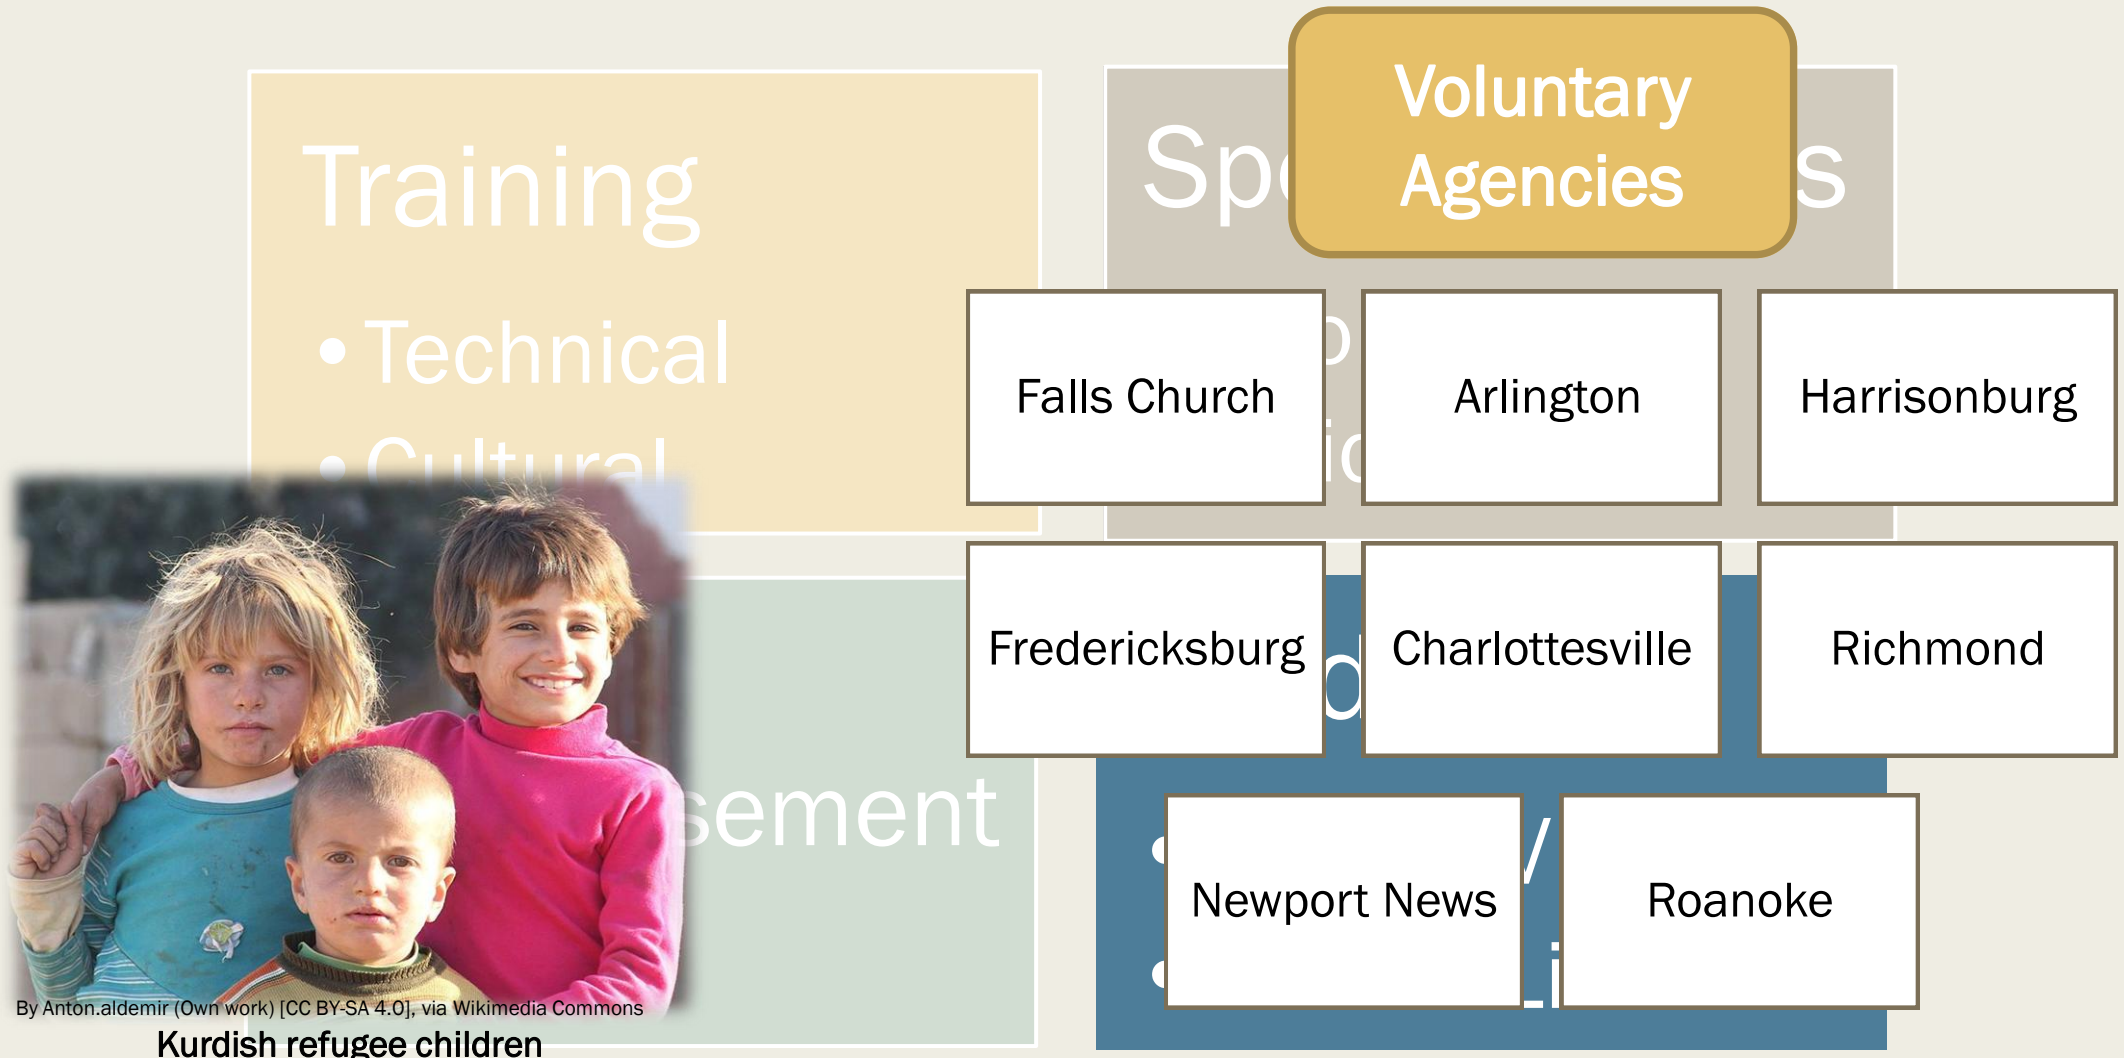 Training
• Technical
• Cultural
Voluntary
Agencies
Falls Church
Arlington
Harrisonburg
Fredericksburg
Charlottesville
Richmond
Newport News
Roanoke
By Anton.aldemir (Own work) [CC BY-SA 4.0], via Wikimedia Commons
Kurdish refugee children